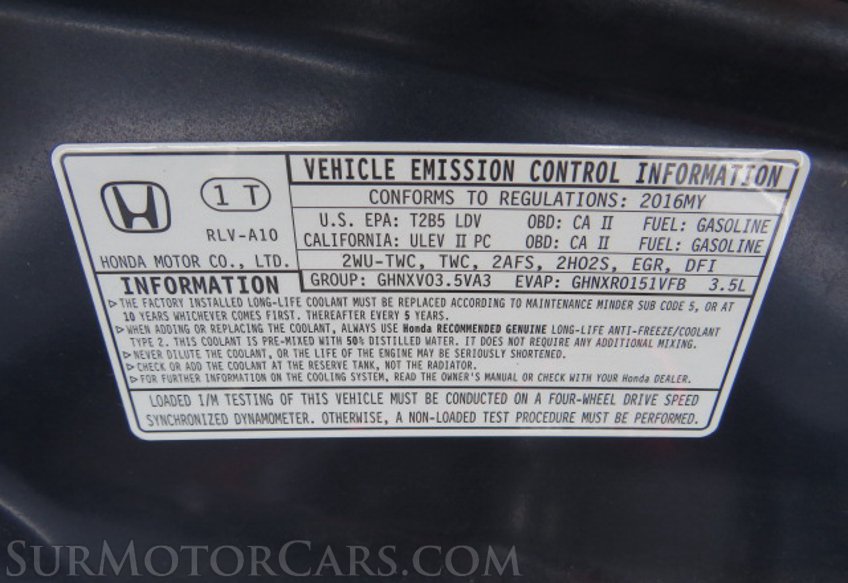 1 T
RLV-A10
HONDA MOTOR CO., LTD.
VEHICLE EMISSION CONTROL INFORMATION
CONFORMS TO REGULATIONS: 2016MY
U.S. EPA: T2B5 LDV OBD: CA II FUEL: GASOLINE
CALIFORNIA: ULEV II PC OBD: CA II FUEL: GASOLINE
2WU-TWC, TWC, 2AFS, 2HO2S, EGR, DFI
GROUP: GHNXV03.5VA3 EVAP: GHNXR0151VFB 3.5L
INFORMATION
▷THE FACTORY INSTALLED LONG-LIFE COOLANT MUST BE REPLACED ACCORDING TO MAINTENANCE MINDER SUB CODE 5, OR AT
10 YEARS WHICHEVER COMES FIRST. THEREAFTER EVERY 5 YEARS.
▷WHEN ADDING OR REPLACING THE COOLANT, ALWAYS USE Honda RECOMMENDED GENUINE LONG-LIFE ANTI-FREEZE/COOLANT
TYPE 2. THIS COOLANT IS PRE-MIXED WITH 50% DISTILLED WATER. IT DOES NOT REQUIRE ANY ADDITIONAL MIXING.
▷NEVER DILUTE THE COOLANT, OR THE LIFE OF THE ENGINE MAY BE SERIOUSLY SHORTENED.
▷CHECK OR ADD THE COOLANT AT THE RESERVE TANK, NOT THE RADIATOR.
▷FOR FURTHER INFORMATION ON THE COOLING SYSTEM, READ THE OWNER'S MANUAL OR CHECK WITH YOUR Honda DEALER.
LOADED I/M TESTING OF THIS VEHICLE MUST BE CONDUCTED ON A FOUR-WHEEL DRIVE SPEED
SYNCHRONIZED DYNAMOMETER. OTHERWISE, A NON-LOADED TEST PROCEDURE MUST BE PERFORMED.
SURMOTORCARS.COM